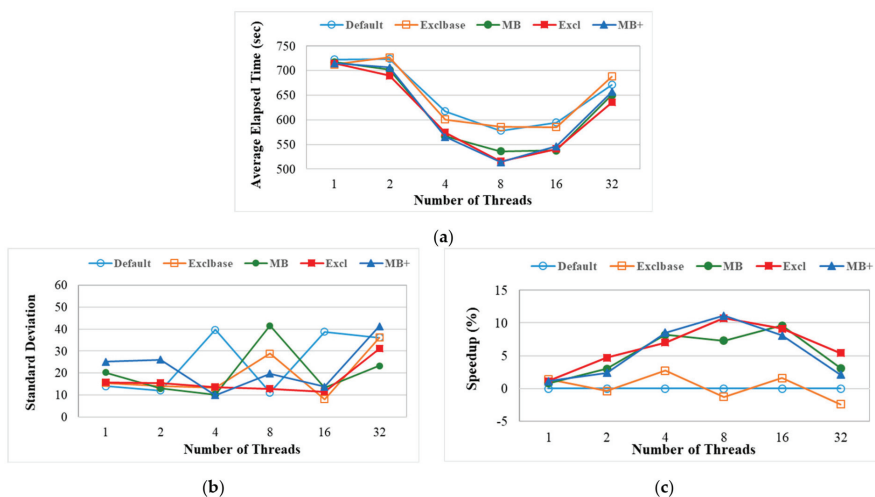 Default Exclbase MB Excl MB+
Average Elapsed Time (sec)
750
700
650
600
550
500
1 2 4 8 16 32
Number of Threads
(a)
Default Exclbase MB Excl MB+
Standard Deviation
60
50
40
30
20
10
0
1 2 4 8 16 32
Number of Threads
(b)
Default Exclbase MB Excl MB+
Speedup (%)
15
10
5
0
-5
1 2 4 8 16 32
Number of Threads
(c)